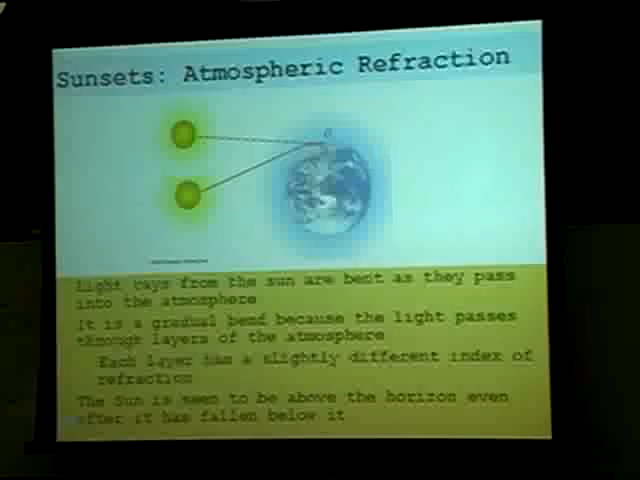 Sunsets: Atmospheric Refraction
Light rays from the sun are bent as they pass
into the atmosphere
It is a gradual bend because the light passes
through layers of the atmosphere
Each layer has a slightly different index of
refraction
The Sun is seen to be above the horizon even
after it has fallen below it